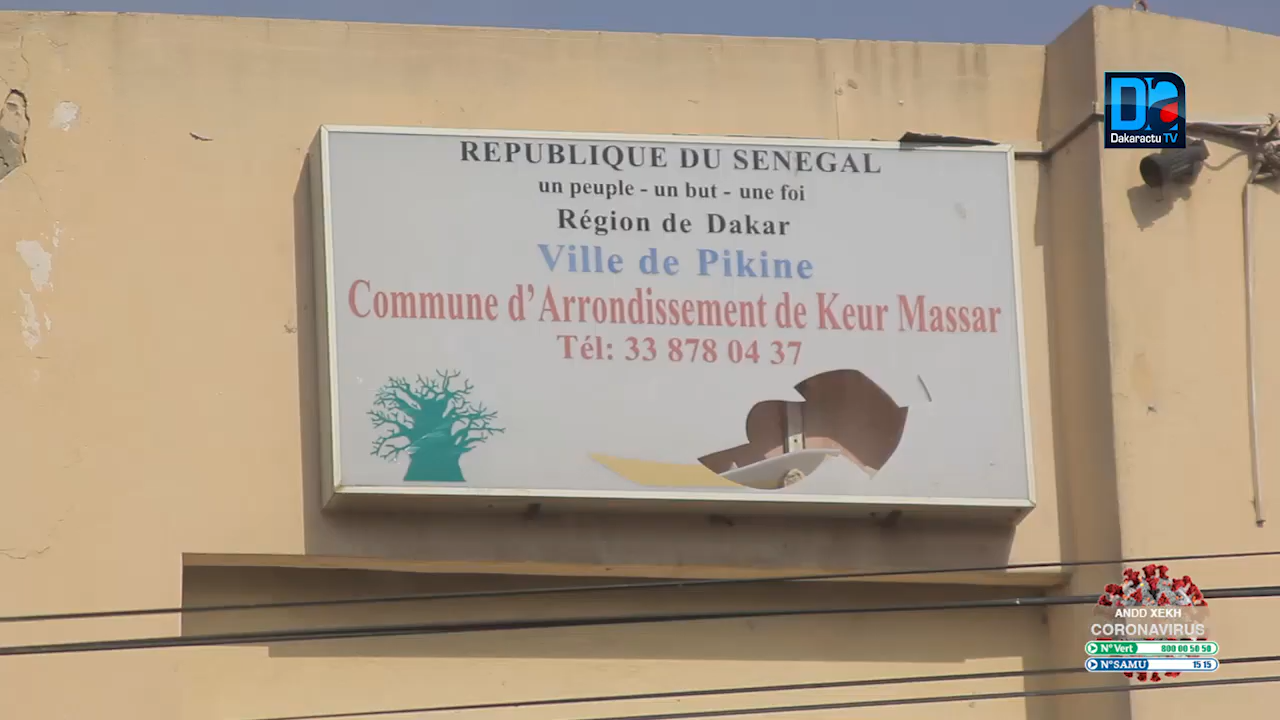 REPUBLIQUE DU SENEGAL
un peuple - un but - une foi
Région de Dakar
Ville de Pikine
Commune d'Arrondissement de Keur Massar
Tél: 33 878 04 37
Dakaractu TV
ANDD XEKH
CORONAVIRUS
N° Vert 800 00 50 50
N°SAMU 15 15